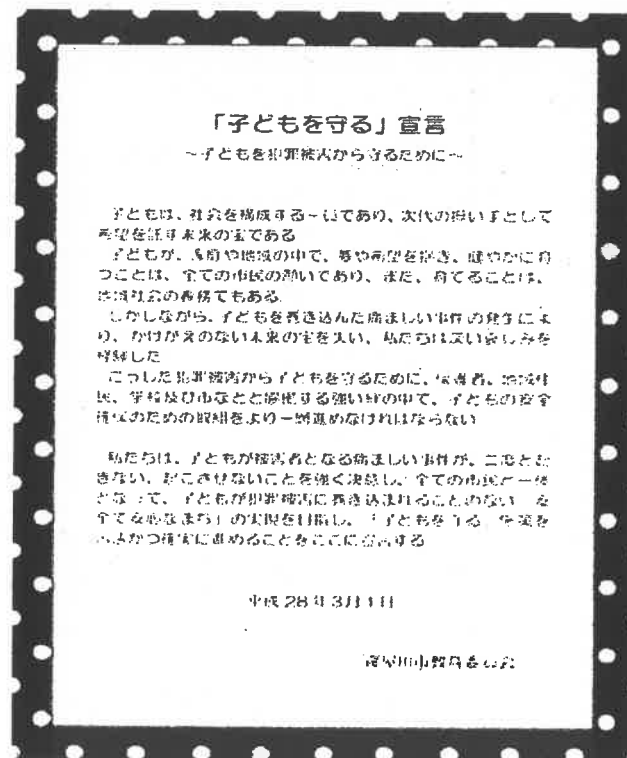 「子どもを守る」宣言
~子どもを犯罪被害から守るために~
子どもは、社会を構成する一員であり、次代の担い手として
希望を託す未来の宝である
子どもが、家庭や地域の中で、夢や希望を抱き、健やかに育
つことは、全ての市民の願いであり、また、育てることは、
地域社会の責務でもある
しかしながら、子どもを巻き込んだ痛ましい事件の発生によ
り、かけがえのない未来の宝を失い、私たちは深い悲しみを
経験した
こうした犯罪被害から子どもを守るために、保護者、地域住
民、学校及び市などと協働する強い絆の中で、子どもの安全
確保のための取組をより一層進めなければならない
私たちは、子どもが被害者となる痛ましい事件が、二度と起
きない、起こさせないことを強く決意し、全ての市民と一体
となって、子どもが犯罪被害に巻き込まれることのない「安
全で安心なまち」の実現を目指し、「子どもを守る」施策を
かつ確実に進めることをここに宣言する
平成28年3月 日
寝屋川市教育委員会